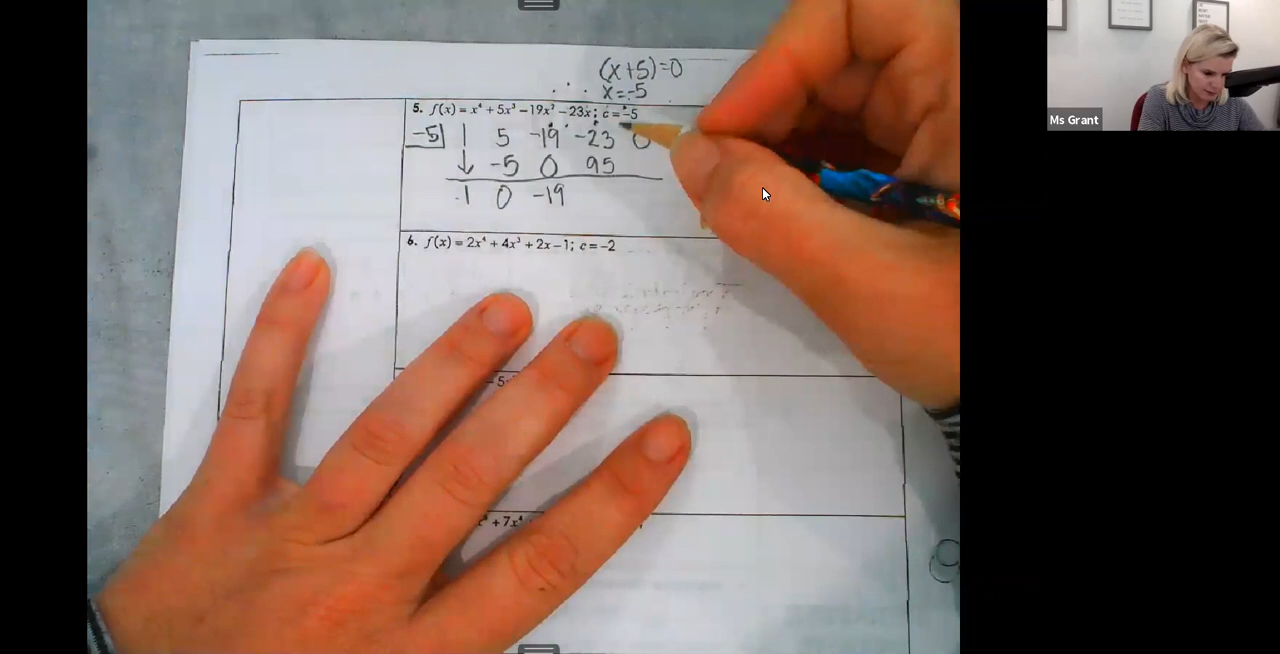 (x+5)=0
x=-5
5. f(x) = x⁴ + 5x³ − 19x² − 23x; c = −5
-5 1 5 -19 -23 0
↓ -5 0 95
1 0 -19
6. f(x) = 2x⁴ + 4x³ + 2x − 1; c = −2
Ms Grant